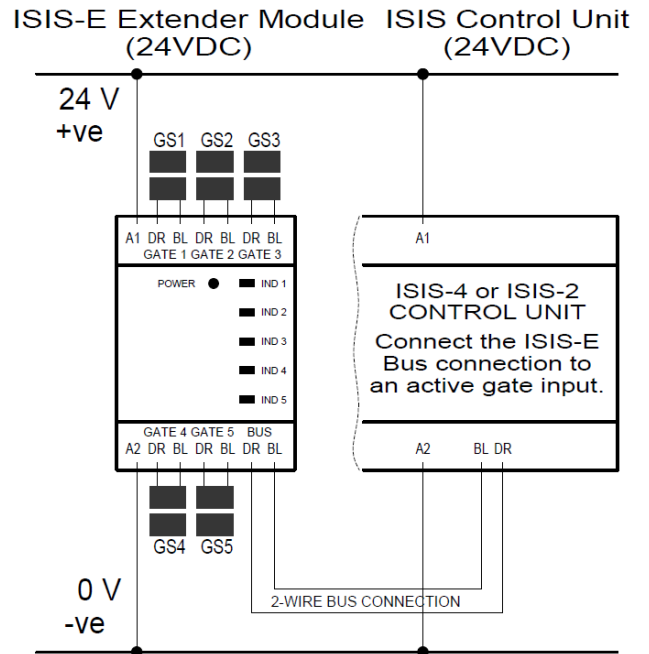 ISIS-E Extender Module ISIS Control Unit
(24VDC) (24VDC)
24 V
+ve
GS1 GS2 GS3
A1 DR BL DR BL DR BL A1
GATE 1 GATE 2 GATE 3
POWER IND 1
IND 2
IND 3
IND 4
IND 5
ISIS-4 or ISIS-2
CONTROL UNIT
Connect the ISIS-E
Bus connection to
an active gate input.
GATE 4 GATE 5 BUS
A2 DR BL DR BL DR BL A2 BL DR
GS4 GS5
0 V
-ve
2-WIRE BUS CONNECTION